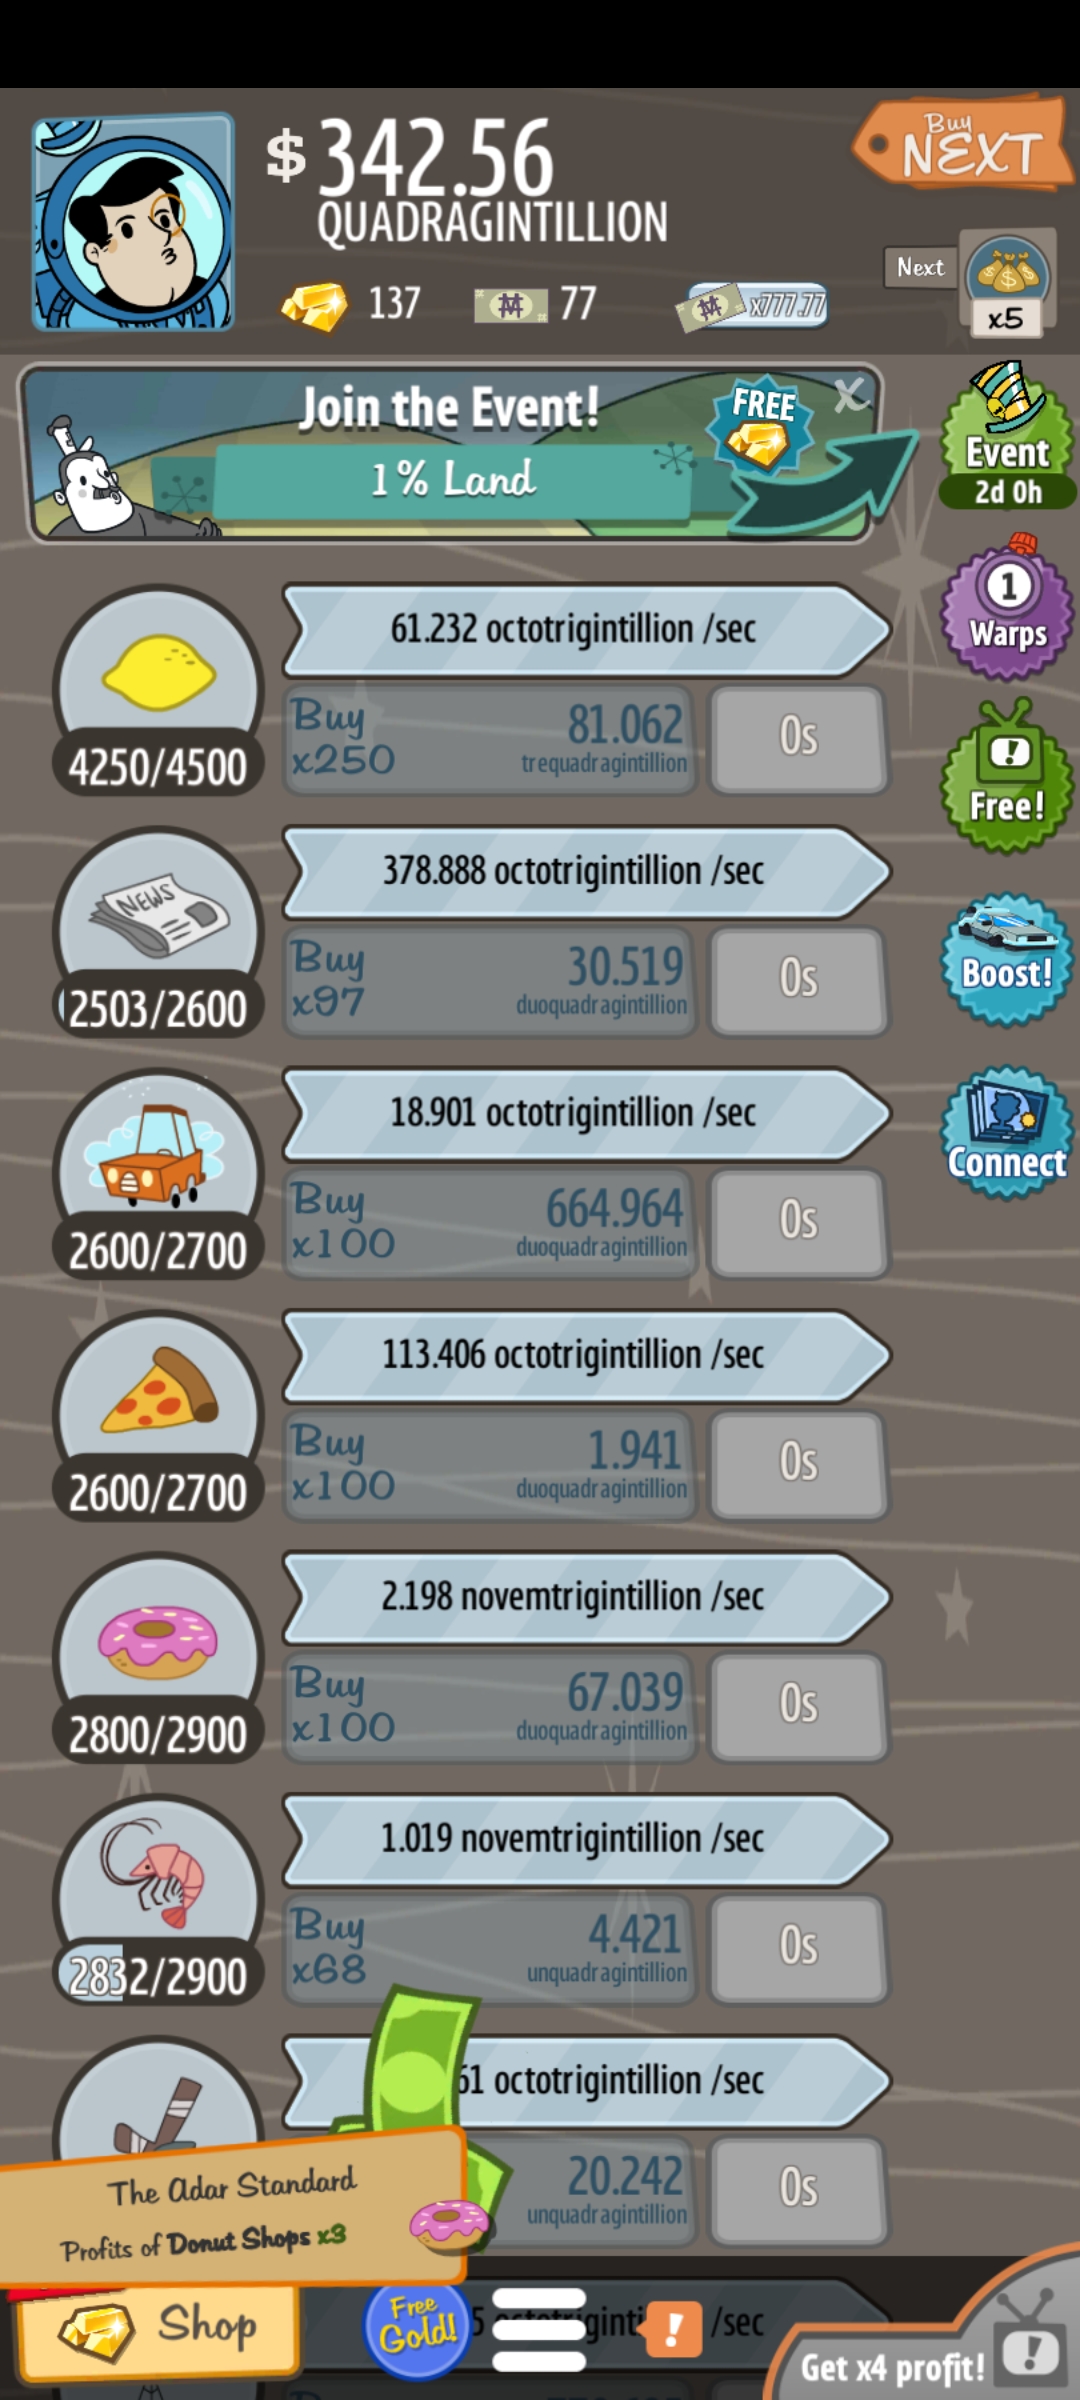 $ 342.56
QUADRAGINTILLION
Buy
NEXT
137
77
x777.77
Next
x5
Join the Event!
1% Land
FREE
X
Event
2d 0h
1
Warps
!
Free!
Boost!
Connect
61.232 octotrigintillion /sec
4250/4500
Buy
x250
81.062
trequadragintillion
0s
NEWS
378.888 octotrigintillion /sec
2503/2600
Buy
x97
30.519
duoquadragintillion
0s
18.901 octotrigintillion /sec
2600/2700
Buy
x100
664.964
duoquadragintillion
0s
113.406 octotrigintillion /sec
2600/2700
Buy
x100
1.941
duoquadragintillion
0s
2.198 novemtrigintillion /sec
2800/2900
Buy
x100
67.039
duoquadragintillion
0s
1.019 novemtrigintillion /sec
2832/2900
Buy
x68
4.421
unquadragintillion
0s
61 octotrigintillion /sec
20.242
unquadragintillion
0s
The Adar Standard
Profits of Donut Shops x3
Shop
Free
Gold!
!
/sec
Get x4 profit!
!